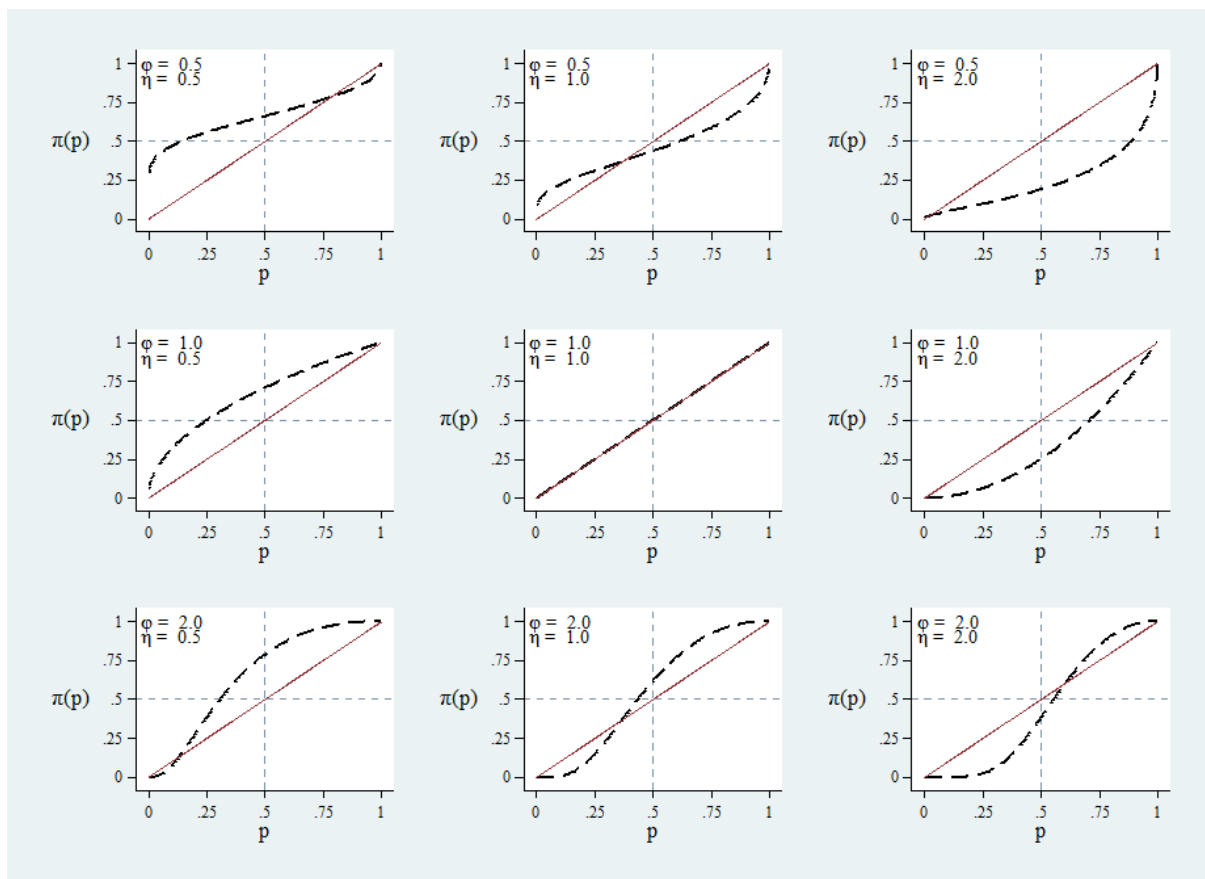 φ = 0.5
η = 0.5
1
.75
π(p)
.5
.25
0
0 .25 .5 .75 1
p
φ = 0.5
η = 1.0
1
.75
π(p)
.5
.25
0
0 .25 .5 .75 1
p
φ = 0.5
η = 2.0
1
.75
π(p)
.5
.25
0
0 .25 .5 .75 1
p
φ = 1.0
η = 0.5
1
.75
π(p)
.5
.25
0
0 .25 .5 .75 1
p
φ = 1.0
η = 1.0
1
.75
π(p)
.5
.25
0
0 .25 .5 .75 1
p
φ = 1.0
η = 2.0
1
.75
π(p)
.5
.25
0
0 .25 .5 .75 1
p
φ = 2.0
η = 0.5
1
.75
π(p)
.5
.25
0
0 .25 .5 .75 1
p
φ = 2.0
η = 1.0
1
.75
π(p)
.5
.25
0
0 .25 .5 .75 1
p
φ = 2.0
η = 2.0
1
.75
π(p)
.5
.25
0
0 .25 .5 .75 1
p